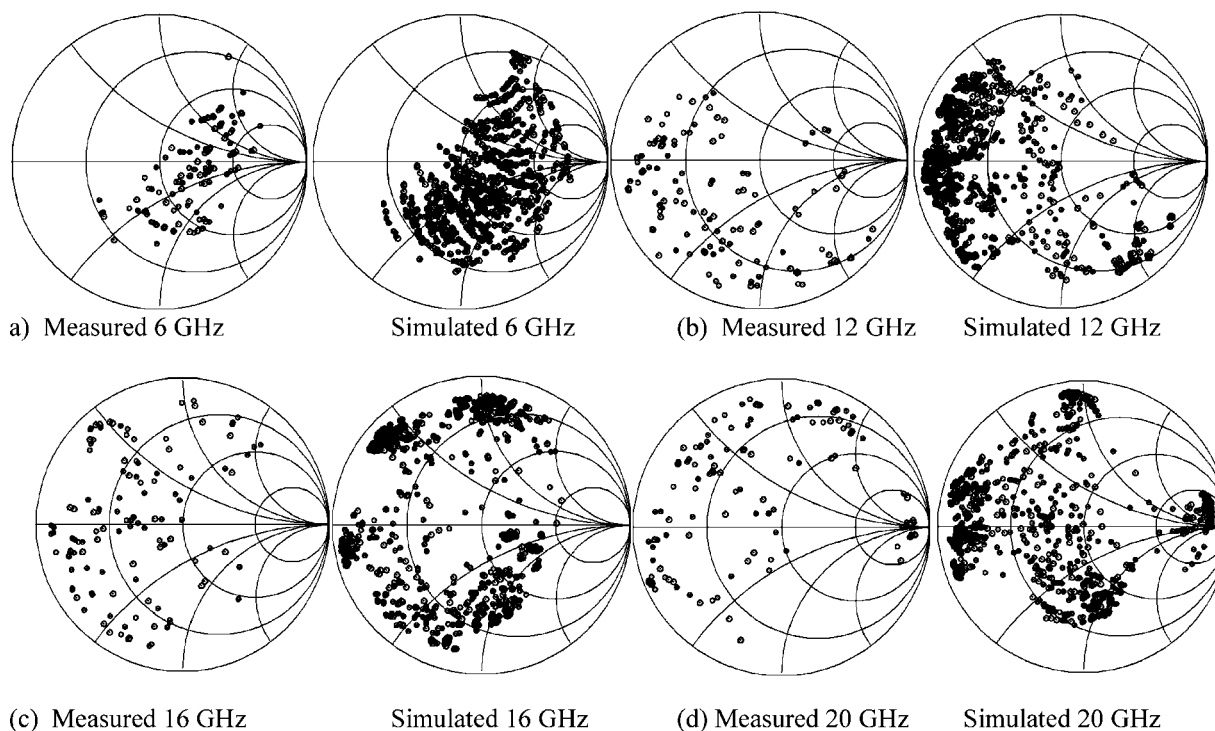 a) Measured 6 GHz Simulated 6 GHz (b) Measured 12 GHz Simulated 12 GHz
(c) Measured 16 GHz Simulated 16 GHz (d) Measured 20 GHz Simulated 20 GHz